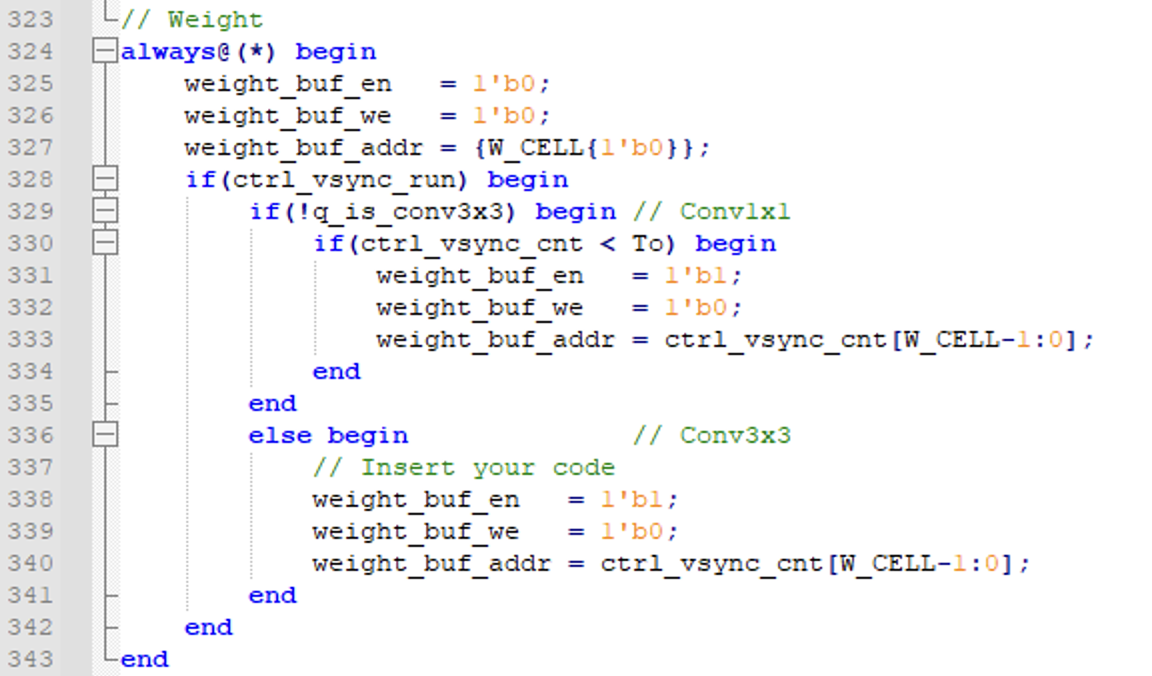 323 // Weight
324 always@(*) begin
325     weight_buf_en   = 1'b0;
326     weight_buf_we   = 1'b0;
327     weight_buf_addr = {W_CELL{1'b0}};
328     if(ctrl_vsync_run) begin
329         if(!q_is_conv3x3) begin // Conv1x1
330             if(ctrl_vsync_cnt < To) begin
331                 weight_buf_en   = 1'b1;
332                 weight_buf_we   = 1'b0;
333                 weight_buf_addr = ctrl_vsync_cnt[W_CELL-1:0];
334             end
335         end
336         else begin              // Conv3x3
337             // Insert your code
338             weight_buf_en   = 1'b1;
339             weight_buf_we   = 1'b0;
340             weight_buf_addr = ctrl_vsync_cnt[W_CELL-1:0];
341         end
342     end
343 end